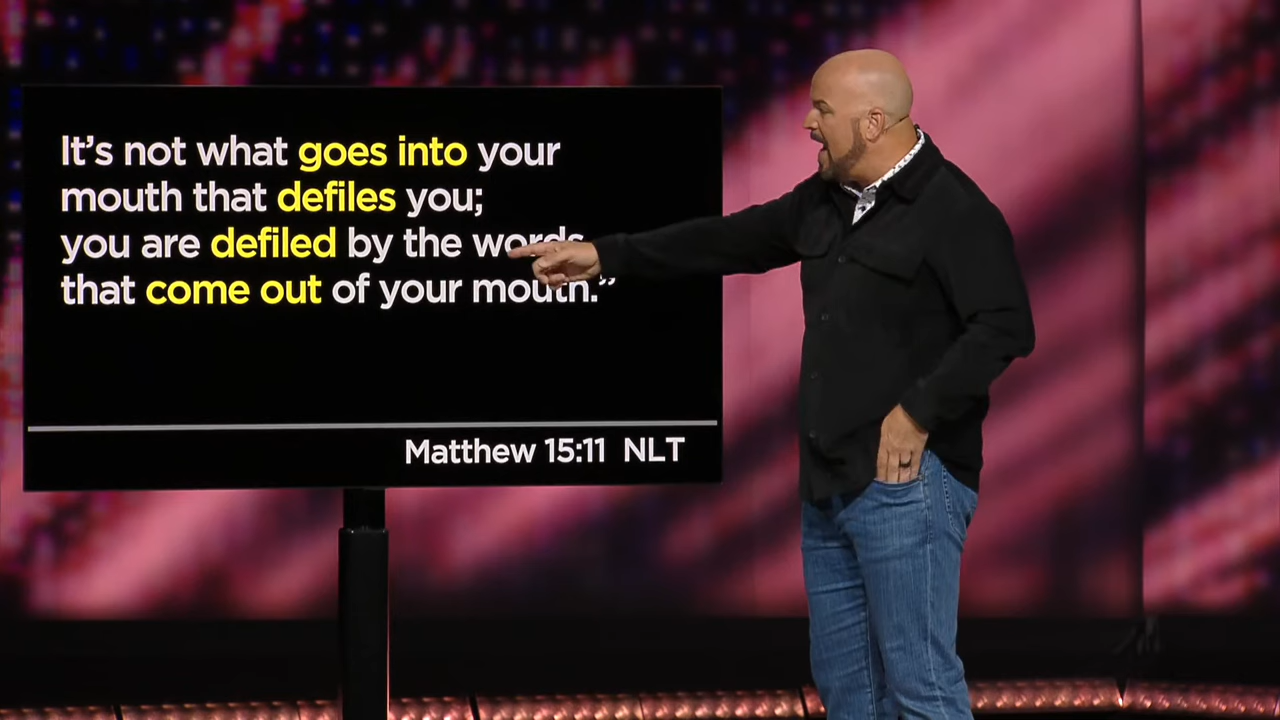 It's not what goes into your
mouth that defiles you;
you are defiled by the words
that come out of your mouth."
Matthew 15:11 NLT